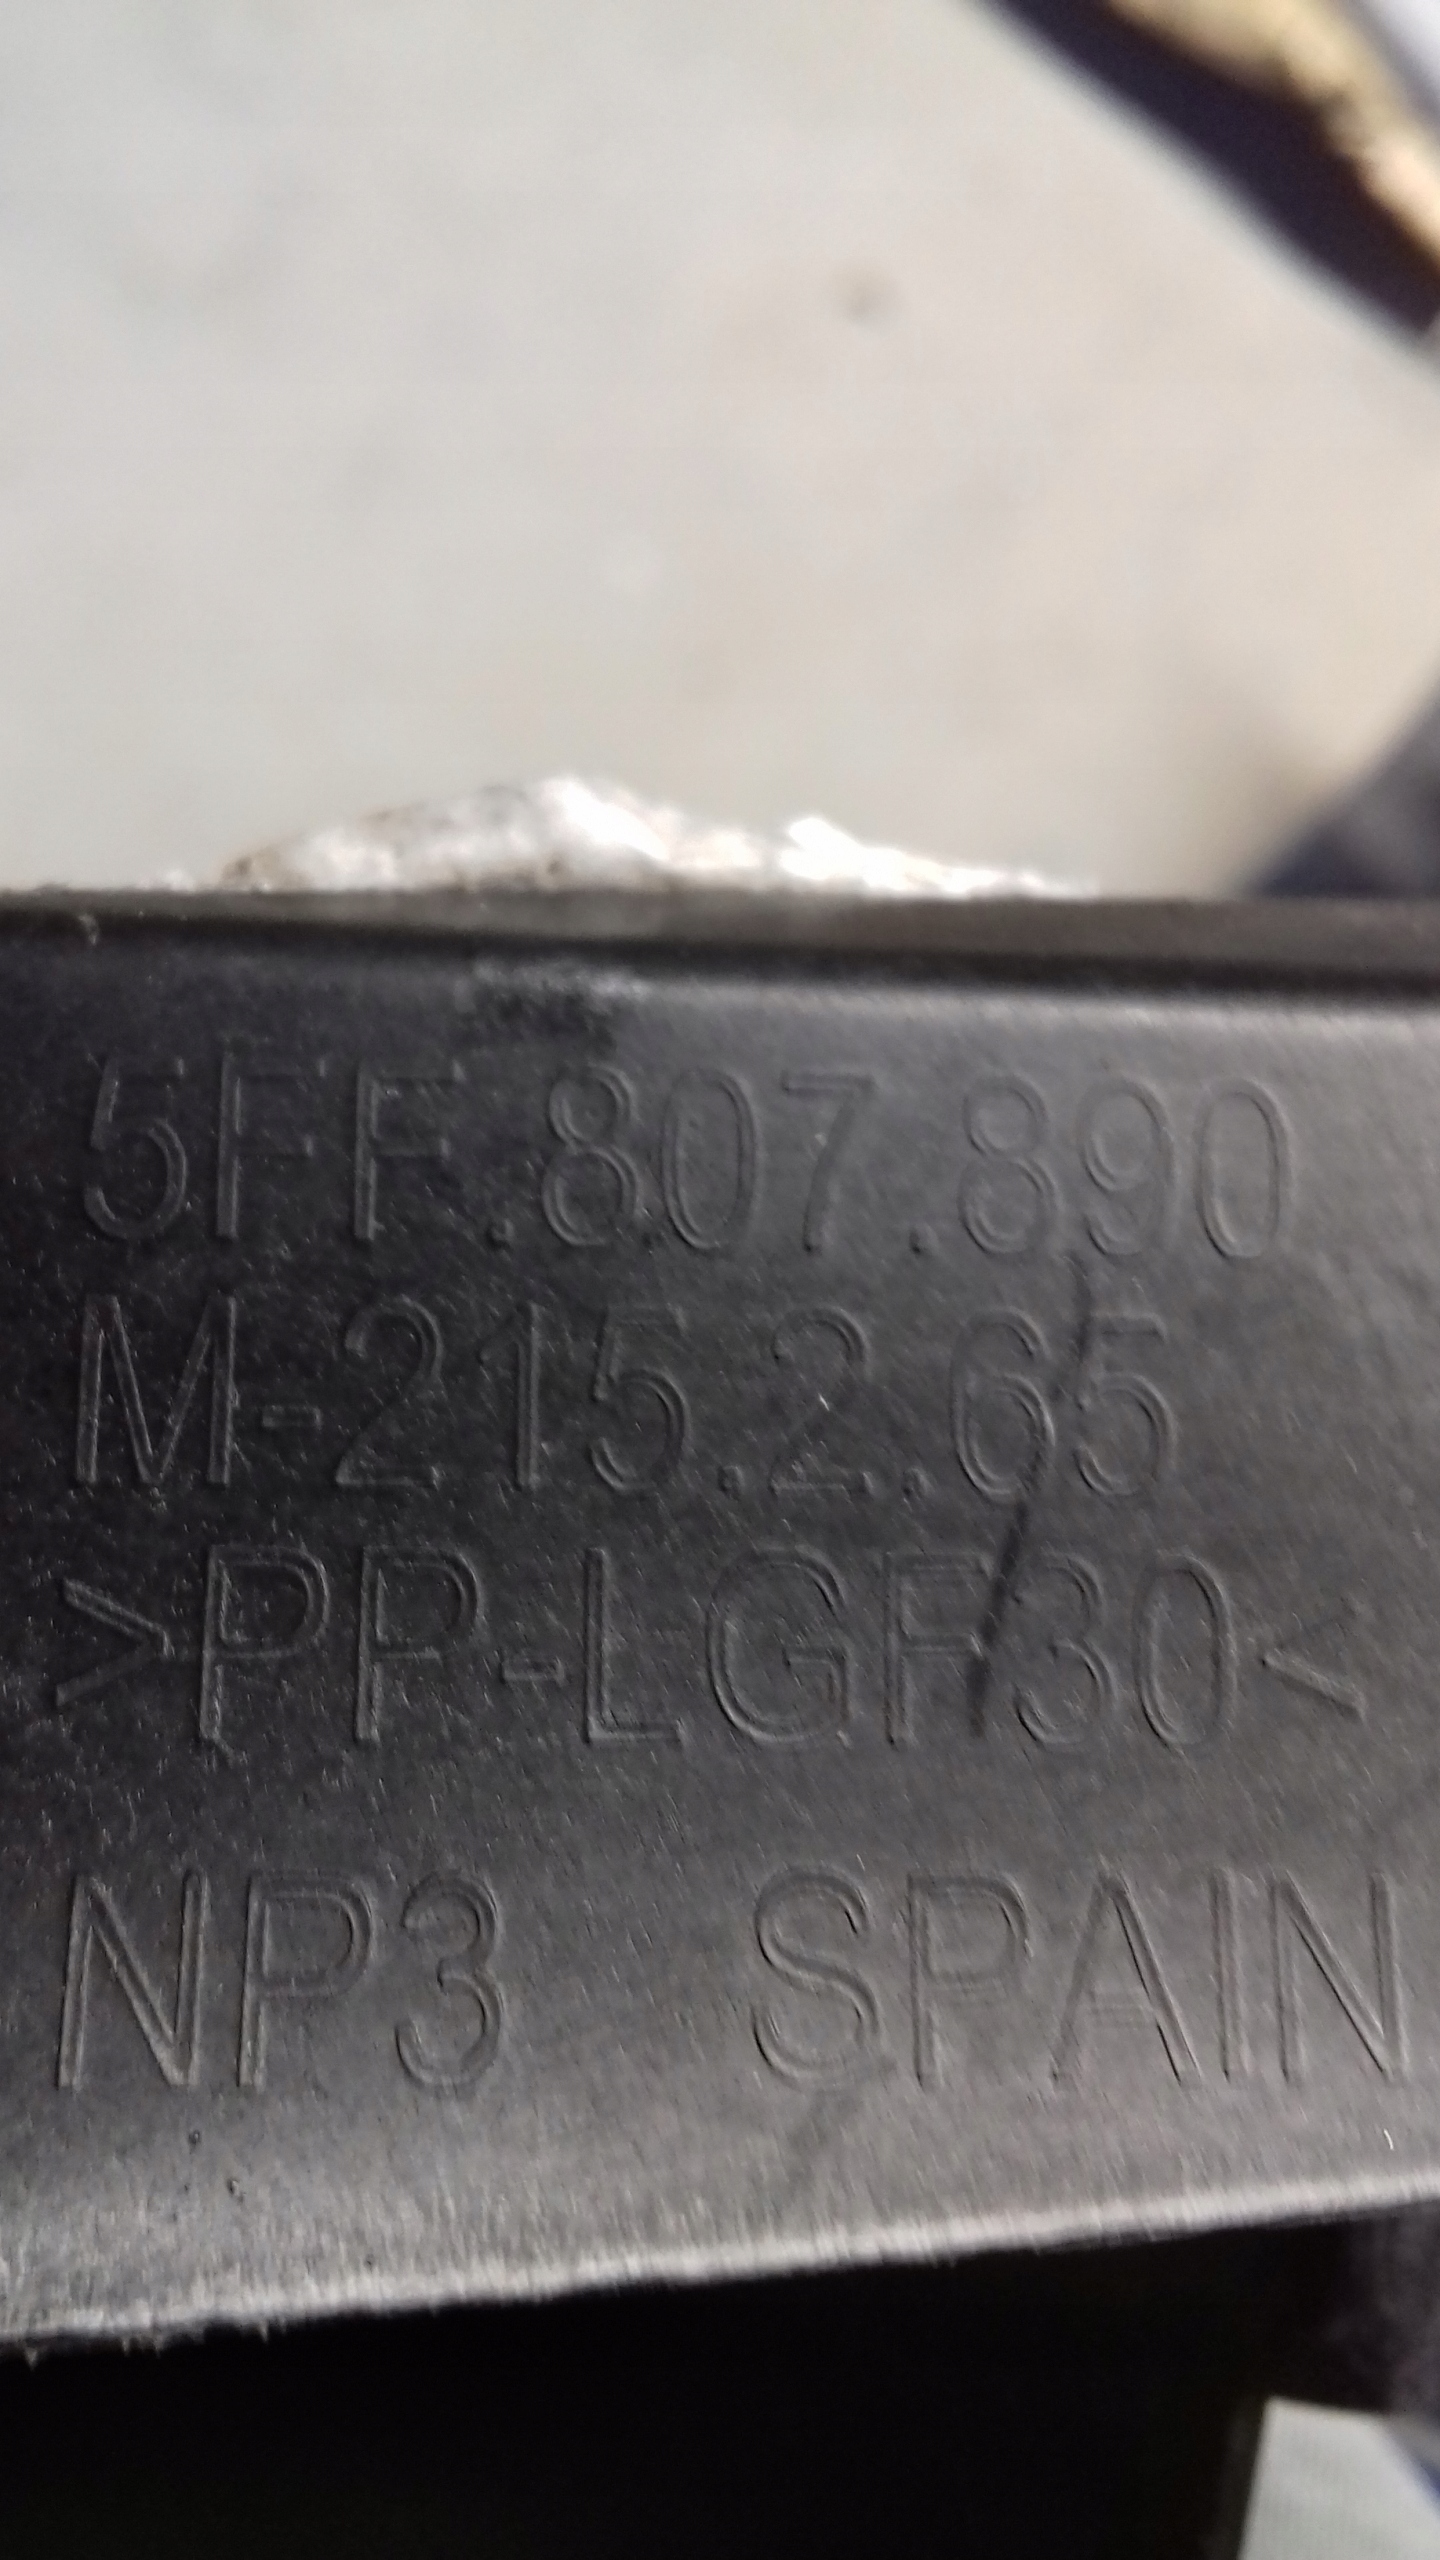 5FF.807.890
M-215.2.65
>PP-LGF30<
NP3 SPAIN